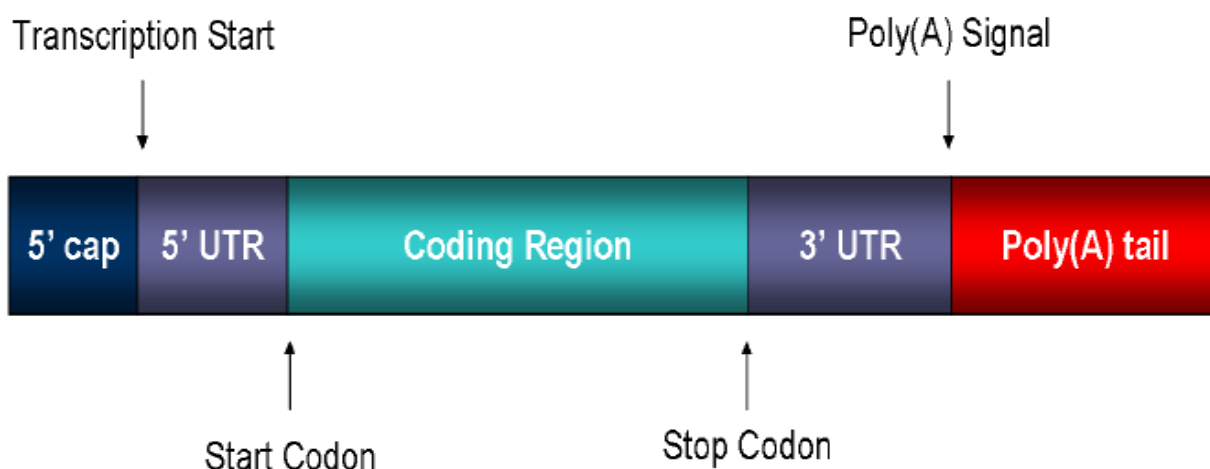 Transcription Start
Poly(A) Signal
5’ cap
5’ UTR
Coding Region
3’ UTR
Poly(A) tail
Start Codon
Stop Codon